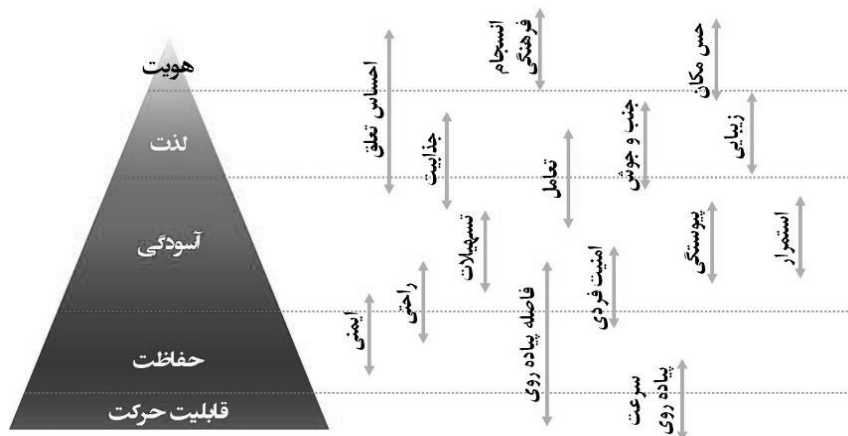 هویت
لذت
آسودگی
حفاظت
قابلیت حرکت
احساس تعلق
انسجام
فرهنگی
حس مکان
جذابیت
تعامل
جنب و جوش
زیبایی
تسهیلات
پیوستگی
استمرار
ایمنی
راحتی
فاصله پیاده روی
امنیت فردی
سرعت
پیاده روی